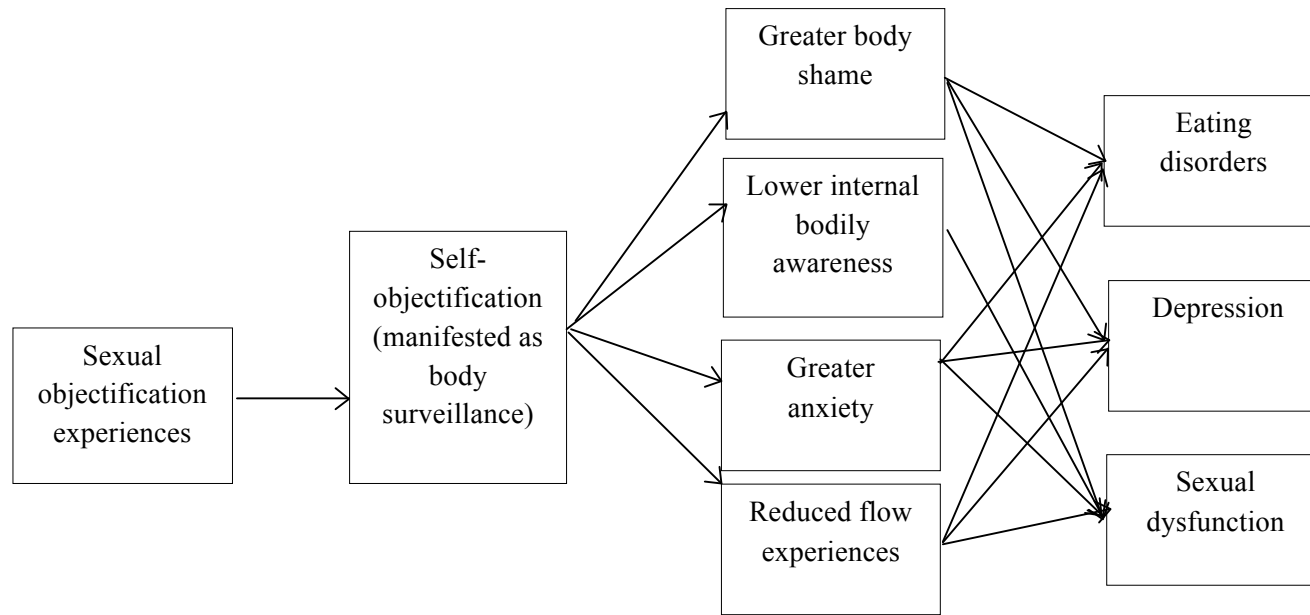 Sexual
objectification
experiences
Self-
objectification
(manifested as
body
surveillance)
Greater body
shame
Lower internal
bodily
awareness
Greater
anxiety
Reduced flow
experiences
Eating
disorders
Depression
Sexual
dysfunction